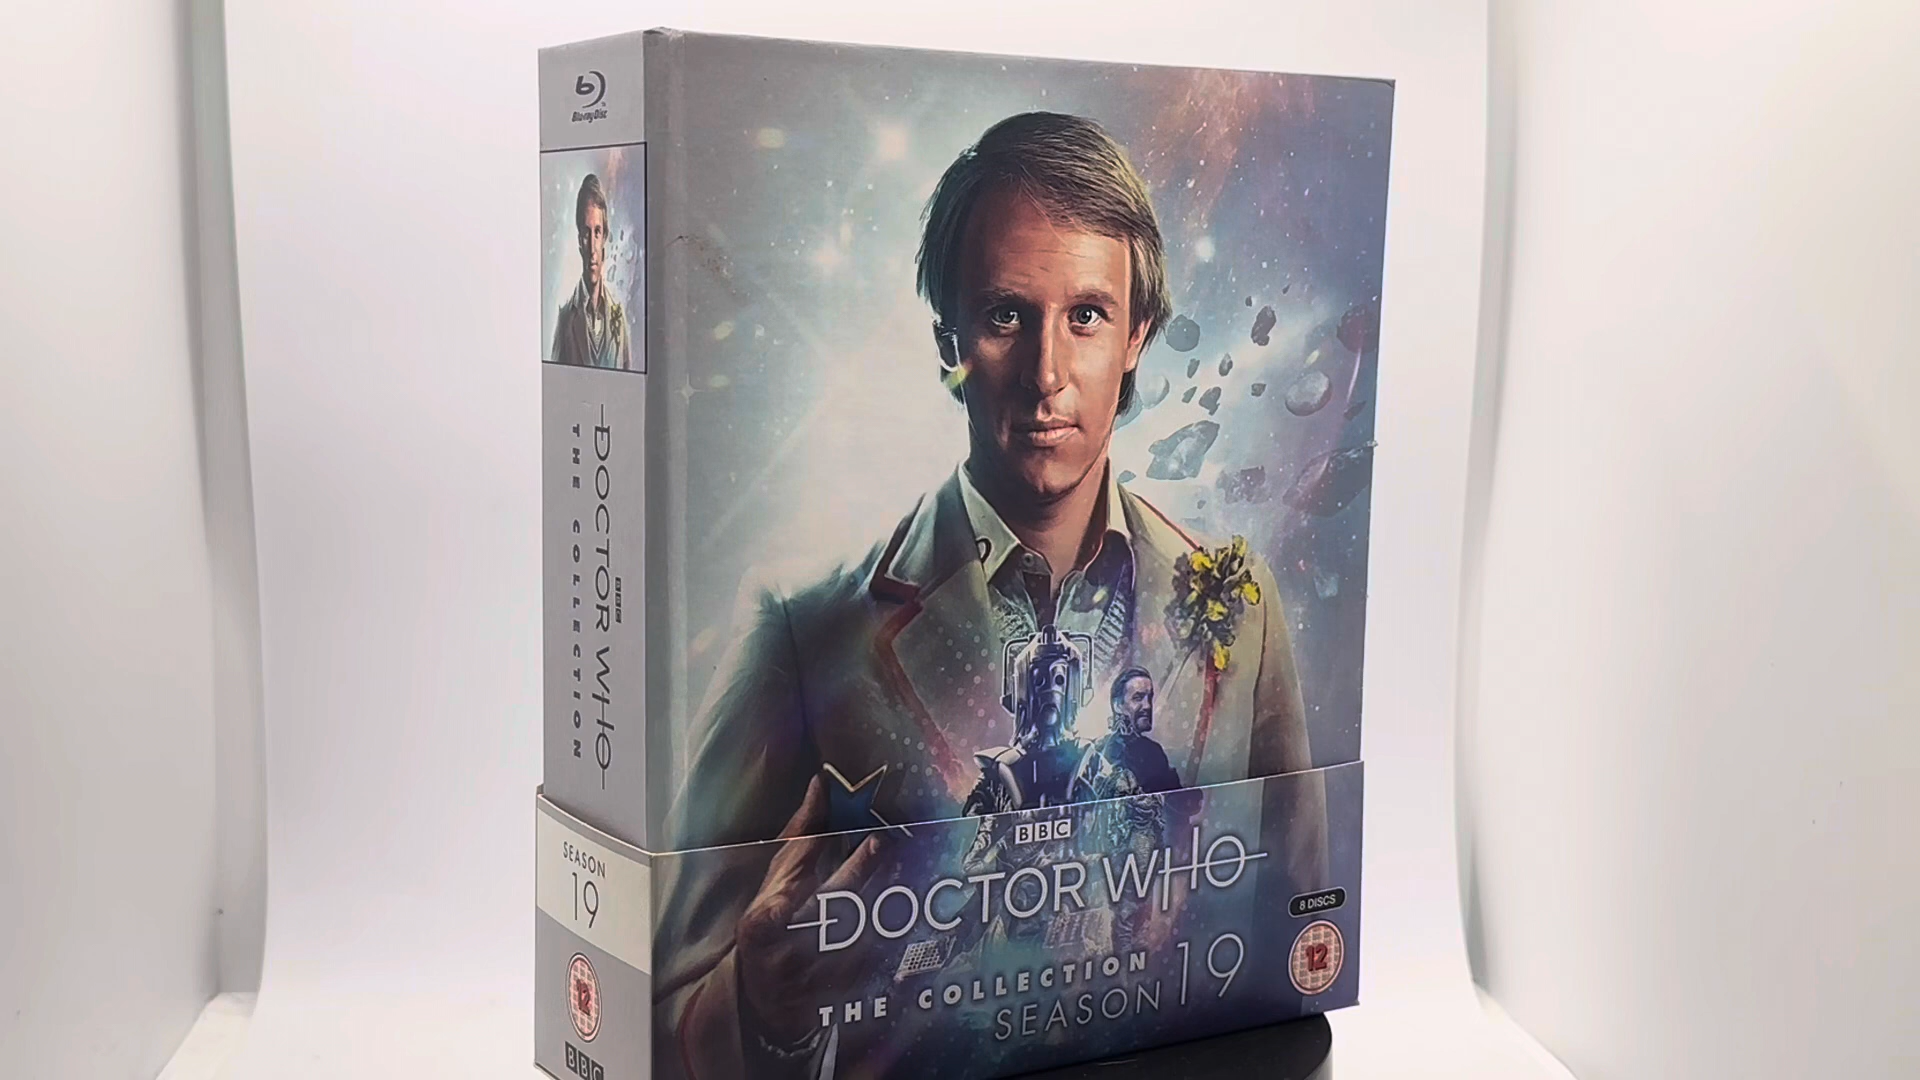 Blu-ray Disc
BBC
DOCTOR WHO
THE COLLECTION
SEASON
19
12
BBC
BBC
DOCTOR WHO
THE COLLECTION
SEASON 19
8 DISCS
12